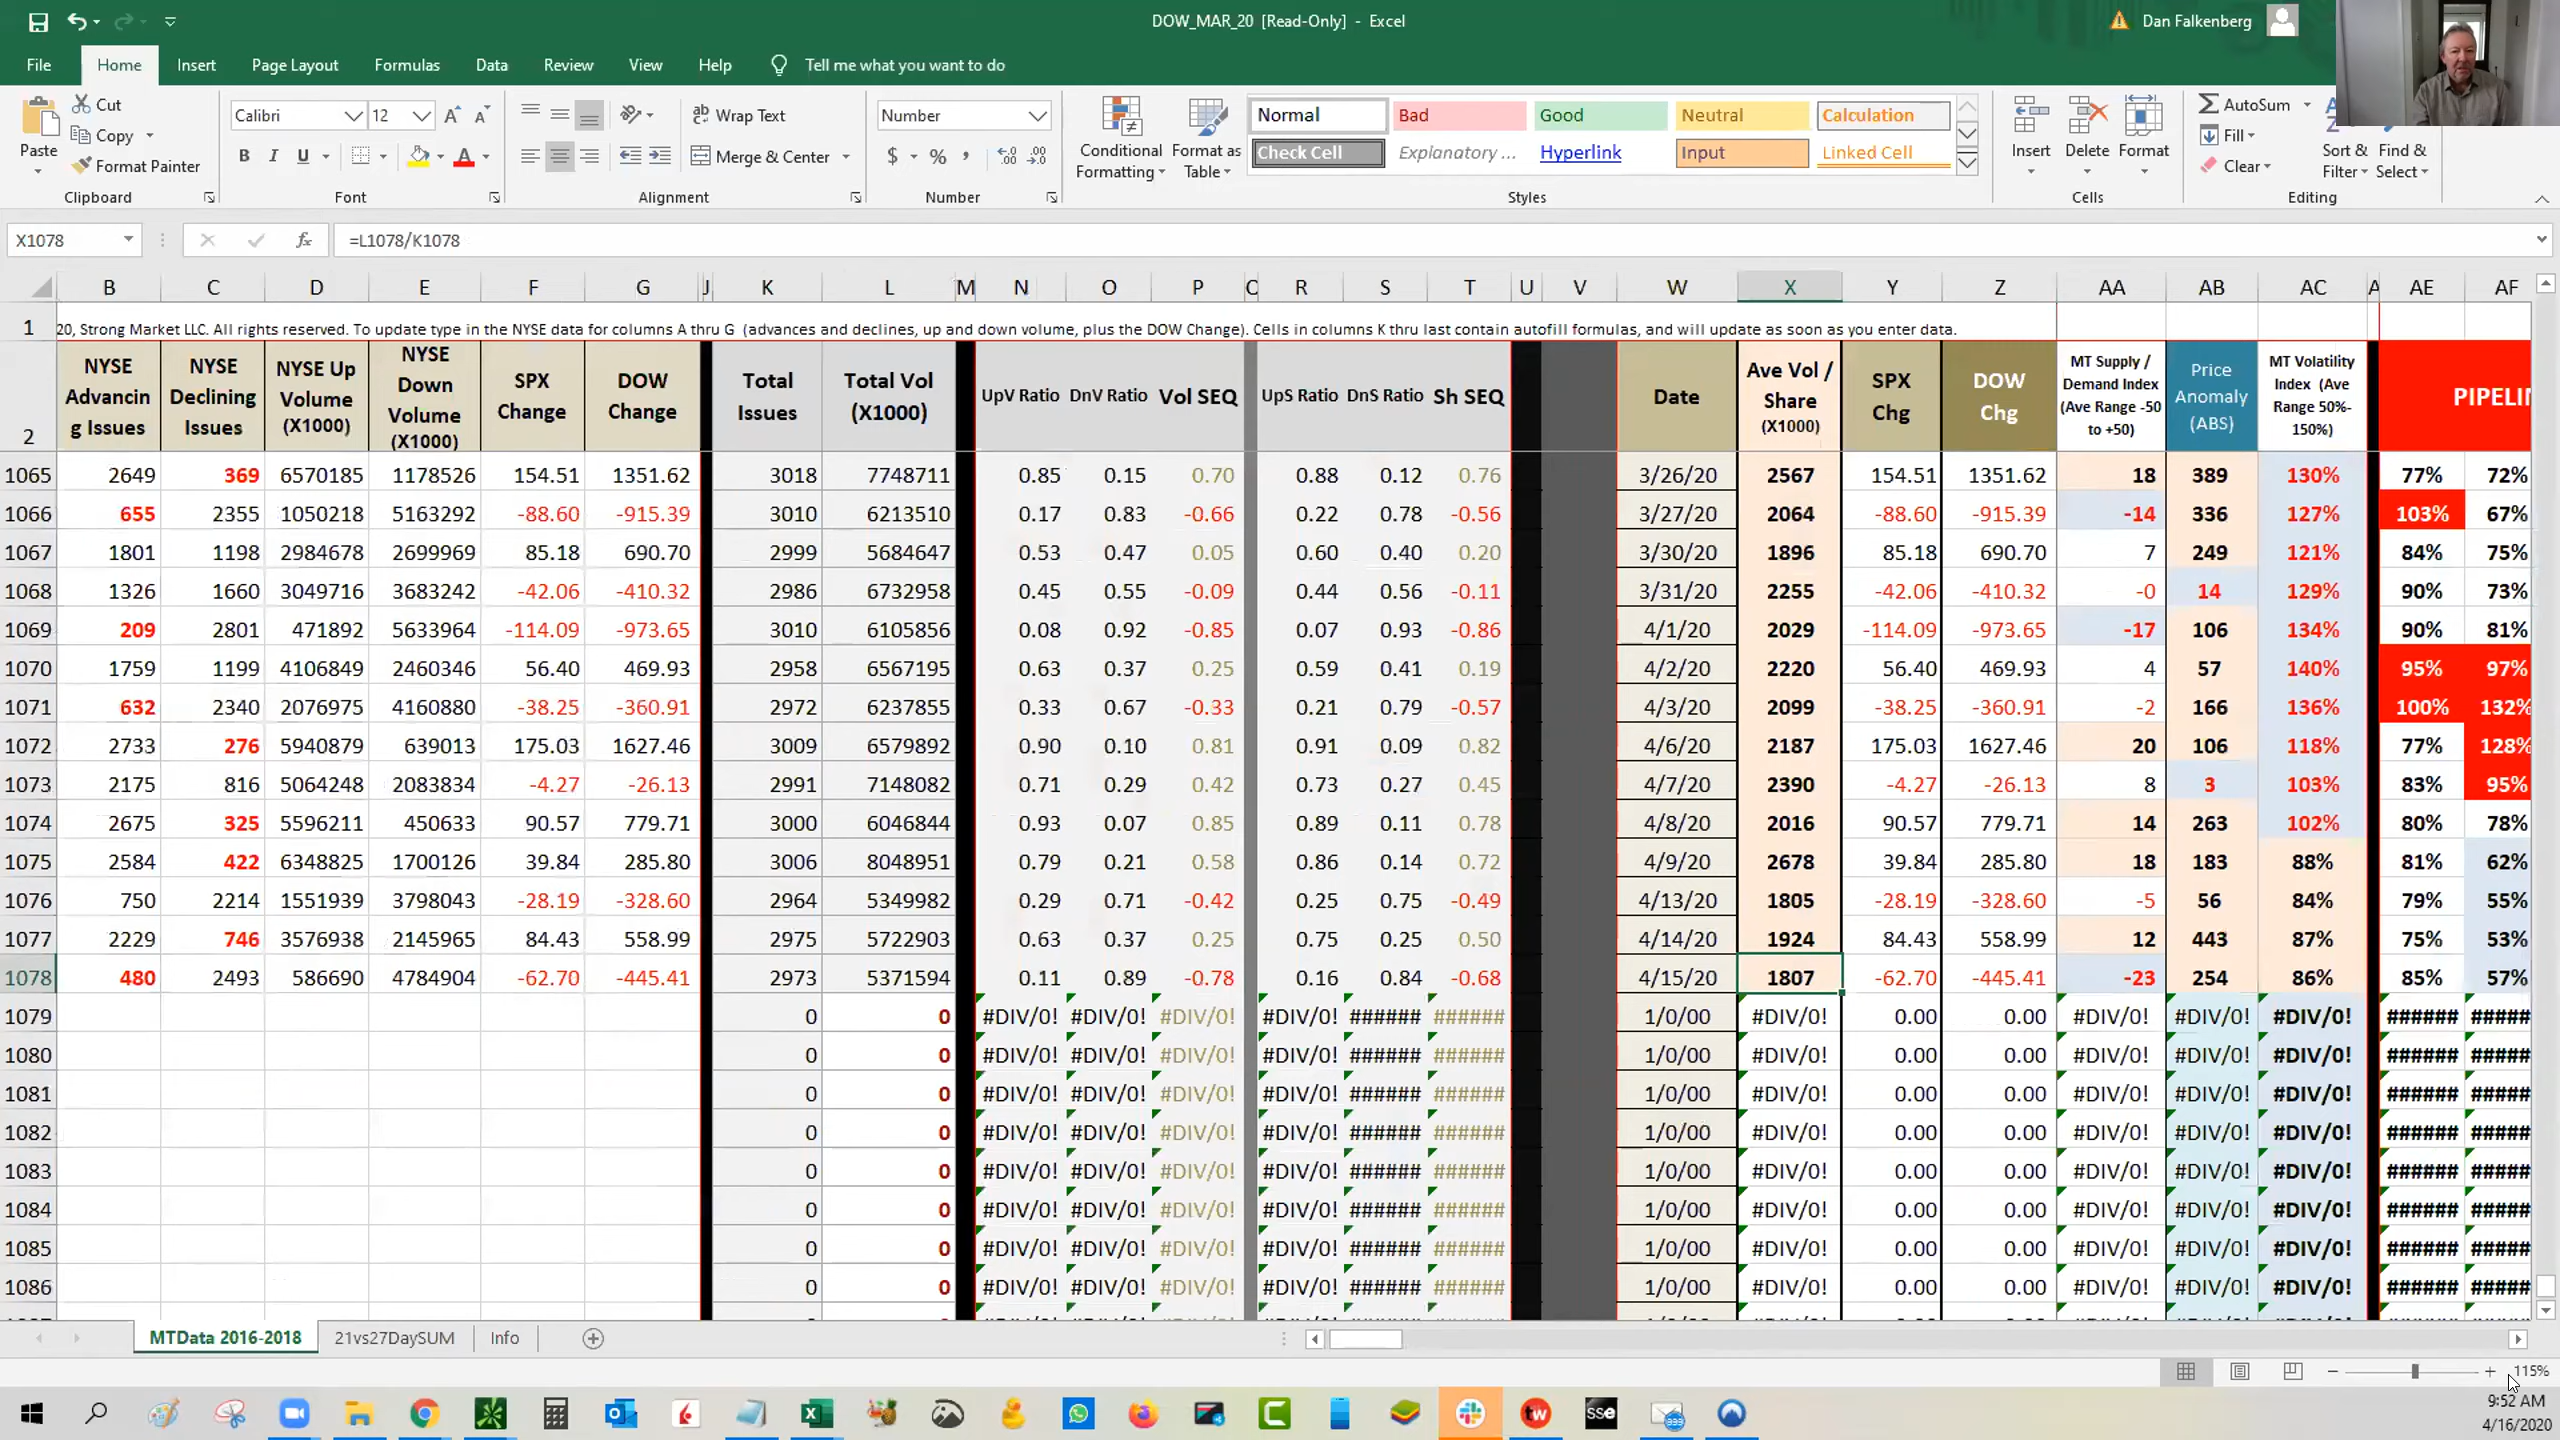 DOW_MAR_20 [Read-Only] - Excel
Dan Falkenberg
File Home Insert Page Layout Formulas Data Review View Help Tell me what you want to do
Paste Cut Copy Format Painter Clipboard
Calibri 12 B I U A A A Font
ab Wrap Text Merge & Center Alignment
Number $ % , Number
Conditional Formatting Format as Table
Normal Bad Good Neutral Calculation
Check Cell Explanatory ... Hyperlink Input Linked Cell
Styles
Insert Delete Format Cells
AutoSum Fill Clear Sort & Filter Find & Select Editing
X1078 fx =L1078/K1078
B C D E F G J K L M N O P R S T U V W X Y Z AA AB AC AE AF
1 20, Strong Market LLC. All rights reserved. To update type in the NYSE data for columns A thru G (advances and declines, up and down volume, plus the DOW Change). Cells in columns K thru last contain autofill formulas, and will update as soon as you enter data.
2 NYSE Advancin g Issues NYSE Declining Issues NYSE Up Volume (X1000) NYSE Down Volume (X1000) SPX Change DOW Change Total Issues Total Vol (X1000) UpV Ratio DnV Ratio Vol SEQ UpS Ratio DnS Ratio Sh SEQ Date Ave Vol / Share (X1000) SPX Chg DOW Chg MT Supply / Demand Index (Ave Range -50 to +50) Price Anomaly (ABS) MT Volatility Index (Ave Range 50%-150%)
1065 2649 369 6570185 1178526 154.51 1351.62 3018 7748711 0.85 0.15 0.70 0.88 0.12 0.76 3/26/20 2567 154.51 1351.62 18 389 130% 77% 72%
1066 655 2355 1050218 5163292 -88.60 -915.39 3010 6213510 0.17 0.83 -0.66 0.22 0.78 -0.56 3/27/20 2064 -88.60 -915.39 -14 336 127% 103% 67%
1067 1801 1198 2984678 2699969 85.18 690.70 2999 5684647 0.53 0.47 0.05 0.60 0.40 0.20 3/30/20 1896 85.18 690.70 7 249 121% 84% 75%
1068 1326 1660 3049716 3683242 -42.06 -410.32 2986 6732958 0.45 0.55 -0.09 0.44 0.56 -0.11 3/31/20 2255 -42.06 -410.32 -0 14 129% 90% 73%
1069 209 2801 471892 5633964 -114.09 -973.65 3010 6105856 0.08 0.92 -0.85 0.07 0.93 -0.86 4/1/20 2029 -114.09 -973.65 -17 106 134% 90% 81%
1070 1759 1199 4106849 2460346 56.40 469.93 2958 6567195 0.63 0.37 0.25 0.59 0.41 0.19 4/2/20 2220 56.40 469.93 4 57 140% 95% 97%
1071 632 2340 2076975 4160880 -38.25 -360.91 2972 6237855 0.33 0.67 -0.33 0.21 0.79 -0.57 4/3/20 2099 -38.25 -360.91 -2 166 136% 100% 132%
1072 2733 276 5940879 639013 175.03 1627.46 3009 6579892 0.90 0.10 0.81 0.91 0.09 0.82 4/6/20 2187 175.03 1627.46 20 106 118% 77% 128%
1073 2175 816 5064248 2083834 -4.27 -26.13 2991 7148082 0.71 0.29 0.42 0.73 0.27 0.45 4/7/20 2390 -4.27 -26.13 8 3 103% 83% 95%
1074 2675 325 5596211 450633 90.57 779.71 3000 6046844 0.93 0.07 0.85 0.89 0.11 0.78 4/8/20 2016 90.57 779.71 14 263 102% 80% 78%
1075 2584 422 6348825 1700126 39.84 285.80 3006 8048951 0.79 0.21 0.58 0.86 0.14 0.72 4/9/20 2678 39.84 285.80 18 183 88% 81% 62%
1076 750 2214 1551939 3798043 -28.19 -328.60 2964 5349982 0.29 0.71 -0.42 0.25 0.75 -0.49 4/13/20 1805 -28.19 -328.60 -5 56 84% 79% 55%
1077 2229 746 3576938 2145965 84.43 558.99 2975 5722903 0.63 0.37 0.25 0.75 0.25 0.50 4/14/20 1924 84.43 558.99 12 443 87% 75% 53%
1078 480 2493 586690 4784904 -62.70 -445.41 2973 5371594 0.11 0.89 -0.78 0.16 0.84 -0.68 4/15/20 1807 -62.70 -445.41 -23 254 86% 85% 57%
1079 0 0 #DIV/0! #DIV/0! #DIV/0! #DIV/0! ###### ###### 1/0/00 #DIV/0! 0.00 0.00 #DIV/0! #DIV/0! #DIV/0! ###### #####
1080 0 0 #DIV/0! #DIV/0! #DIV/0! #DIV/0! ###### ###### 1/0/00 #DIV/0! 0.00 0.00 #DIV/0! #DIV/0! #DIV/0! ###### #####
1081 0 0 #DIV/0! #DIV/0! #DIV/0! #DIV/0! ###### ###### 1/0/00 #DIV/0! 0.00 0.00 #DIV/0! #DIV/0! #DIV/0! ###### #####
1082 0 0 #DIV/0! #DIV/0! #DIV/0! #DIV/0! ###### ###### 1/0/00 #DIV/0! 0.00 0.00 #DIV/0! #DIV/0! #DIV/0! ###### #####
1083 0 0 #DIV/0! #DIV/0! #DIV/0! #DIV/0! ###### ###### 1/0/00 #DIV/0! 0.00 0.00 #DIV/0! #DIV/0! #DIV/0! ###### #####
1084 0 0 #DIV/0! #DIV/0! #DIV/0! #DIV/0! ###### ###### 1/0/00 #DIV/0! 0.00 0.00 #DIV/0! #DIV/0! #DIV/0! ###### #####
1085 0 0 #DIV/0! #DIV/0! #DIV/0! #DIV/0! ###### ###### 1/0/00 #DIV/0! 0.00 0.00 #DIV/0! #DIV/0! #DIV/0! ###### #####
1086 0 0 #DIV/0! #DIV/0! #DIV/0! #DIV/0! ###### ###### 1/0/00 #DIV/0! 0.00 0.00 #DIV/0! #DIV/0! #DIV/0! ###### #####
MTData 2016-2018 21vs27DaySUM Info
115%
tw sse
9:52 AM
4/16/2020